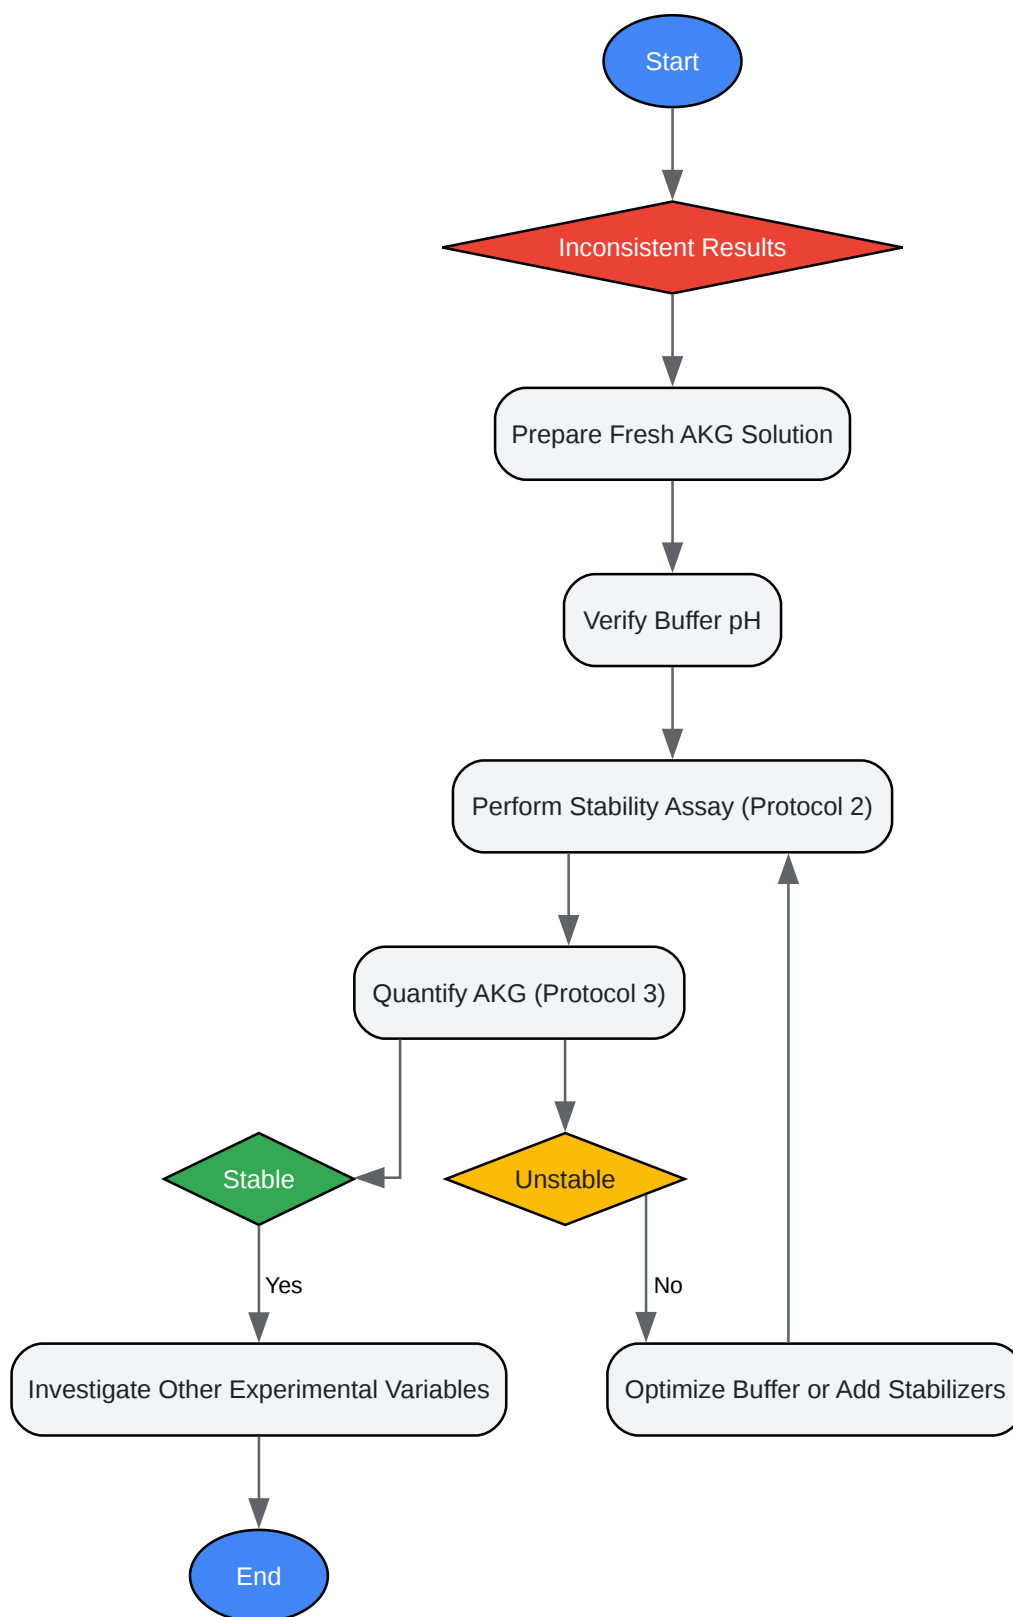 Start
Inconsistent Results
Prepare Fresh AKG Solution
Verify Buffer pH
Perform Stability Assay (Protocol 2)
Quantify AKG (Protocol 3)
Stable
Unstable
Yes
No
Investigate Other Experimental Variables
Optimize Buffer or Add Stabilizers
End